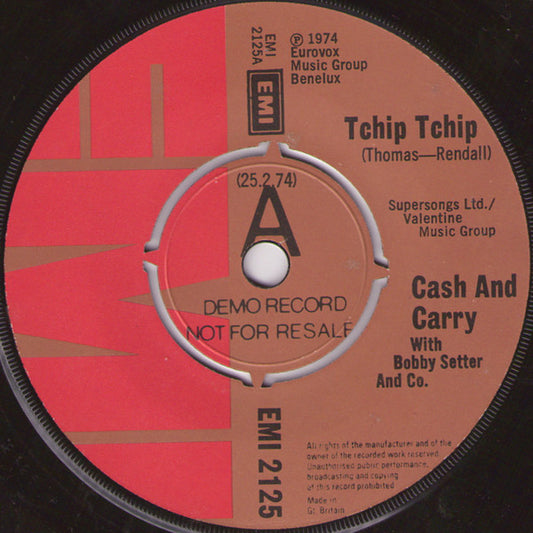 EMI
2125A
EMI
℗ 1974
Eurovox
Music Group
Benelux
Tchip Tchip
(Thomas—Rendall)
Supersongs Ltd./
Valentine
Music Group
(25.2.74)
A
DEMO RECORD
NOT FOR RESALE
Cash And
Carry
With
Bobby Setter
And Co.
EMI 2125
All rights of the manufacturer and of the
owner of the recorded work reserved.
Unauthorised public performance,
broadcasting and copying
of this record prohibited
Made in
Gt. Britain
EMI